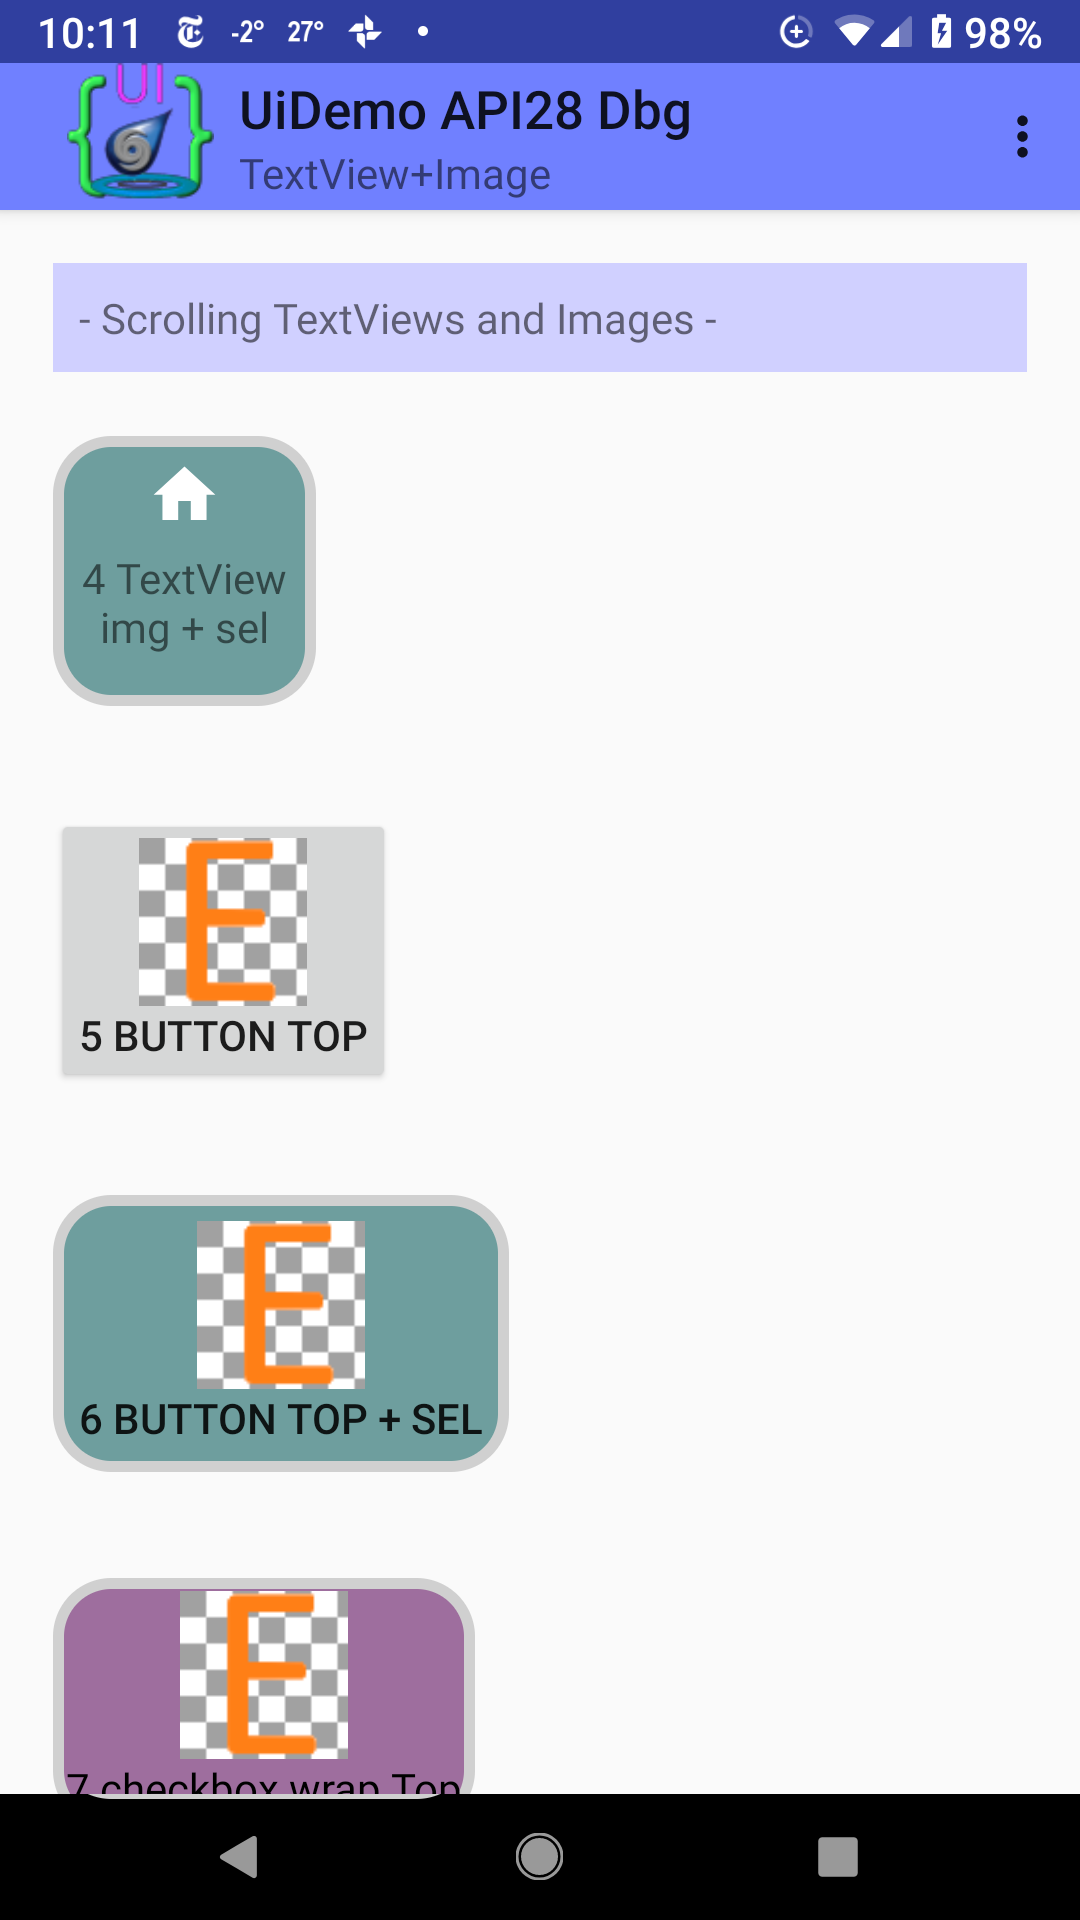 10:11 -2° 27° 98%
UI
UiDemo API28 Dbg
TextView+Image
- Scrolling TextViews and Images -
4 TextView
img + sel
E
5 BUTTON TOP
E
6 BUTTON TOP + SEL
E
7 checkbox wrap Top